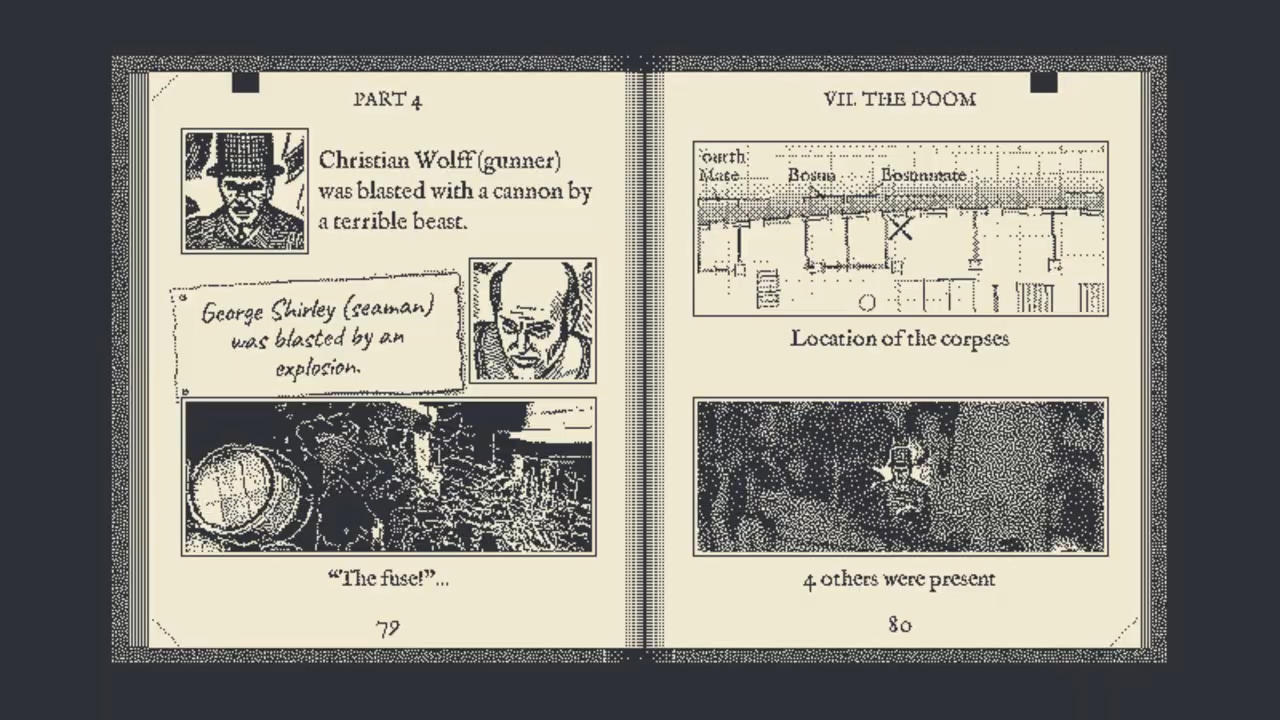 PART 4
Christian Wolff (gunner)
was blasted with a cannon by
a terrible beast.
George Shirley (seaman)
was blasted by an
explosion.
“The fuse!”...
79
VII. THE DOOM
Mate
Bosun
Bosunmate
Location of the corpses
4 others were present
80